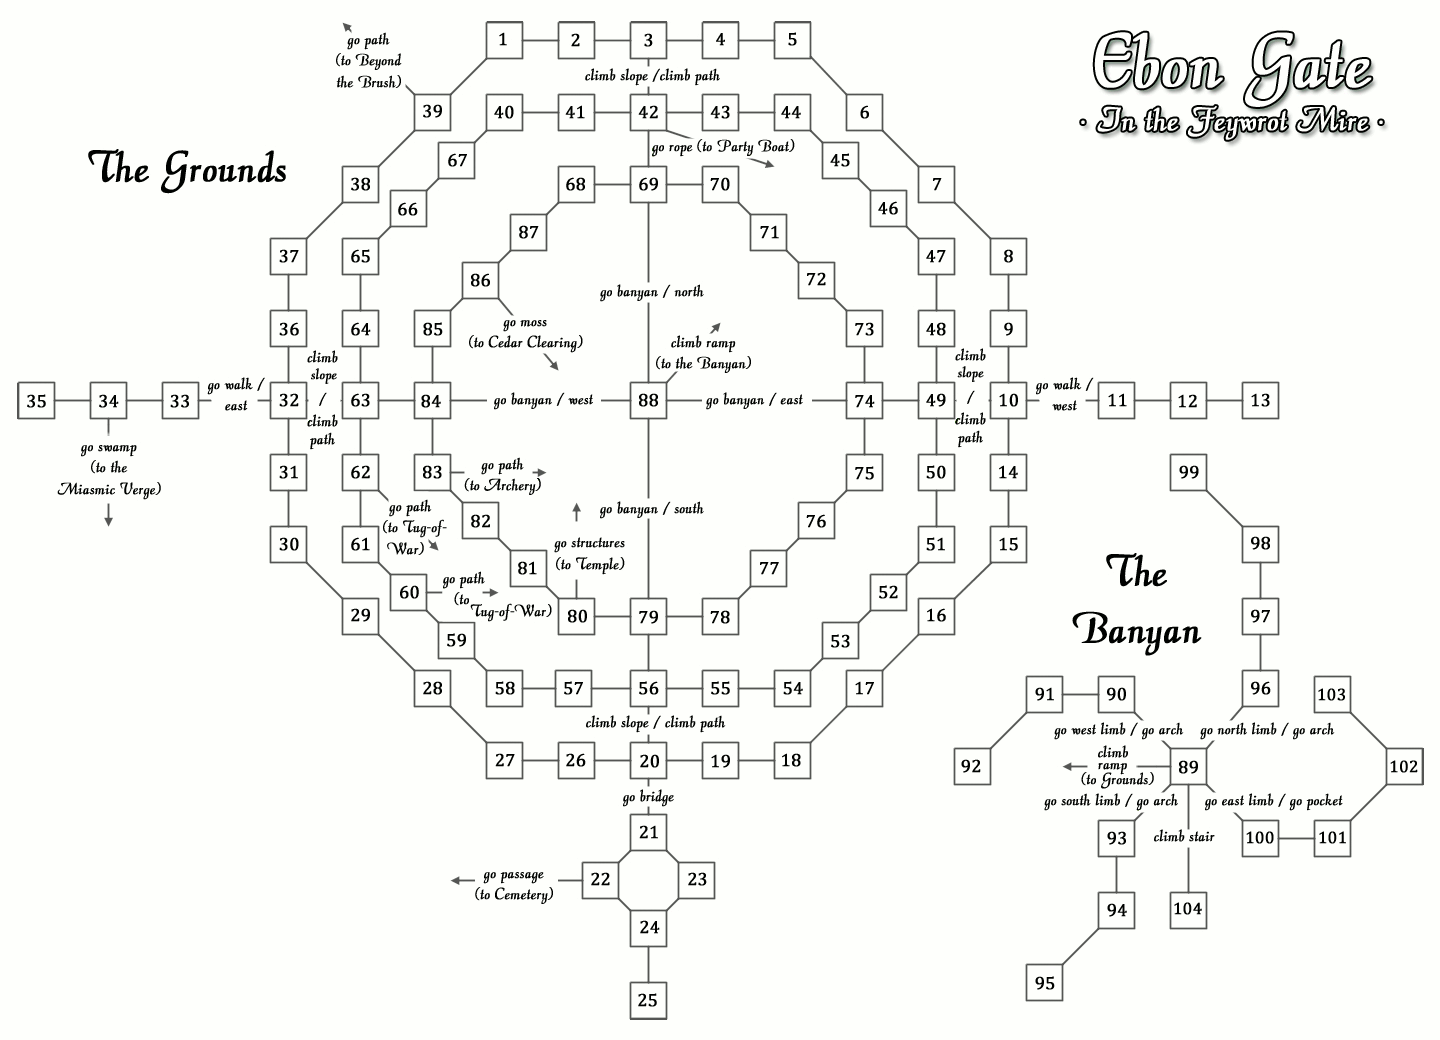 Ebon Gate
· In the Feywrot Mire ·
The Grounds
go path
(to Beyond
the Brush)
1 2 3 4 5
climb slope /climb path
39 40 41 42 43 44 6
go rope (to Party Boat)
38 67 68 69 70 45 7
66 87 71 46
37 65 86 72 47 8
go banyan / north
go moss
(to Cedar Clearing)
36 64 85 73 48 9
climb ramp
(to the Banyan)
climb
slope
/
climb
path
climb
slope
/
climb
path
go walk /
east
go walk /
west
35 34 33 32 63 84 88 74 49 10 11 12 13
go banyan / west
go banyan / east
go swamp
(to the
Miasmic Verge)
31 62 83 75 50 14
go path
(to Archery)
go path
(to Tug-of-
War)
82 76
go banyan / south
30 61 81 77 51 15
go structures
(to Temple)
60 52
go path
(to
Tug-of-War)
29 59 80 79 78 53 16
28 58 57 56 55 54 17
climb slope / climb path
27 26 20 19 18
go bridge
21
22 23
go passage
(to Cemetery)
24
25
The
Banyan
99
98
97
91 90 96 103
go west limb / go arch
go north limb / go arch
92 89 102
climb
ramp
(to Grounds)
go south limb / go arch
go east limb / go pocket
93 100 101
climb stair
94 104
95